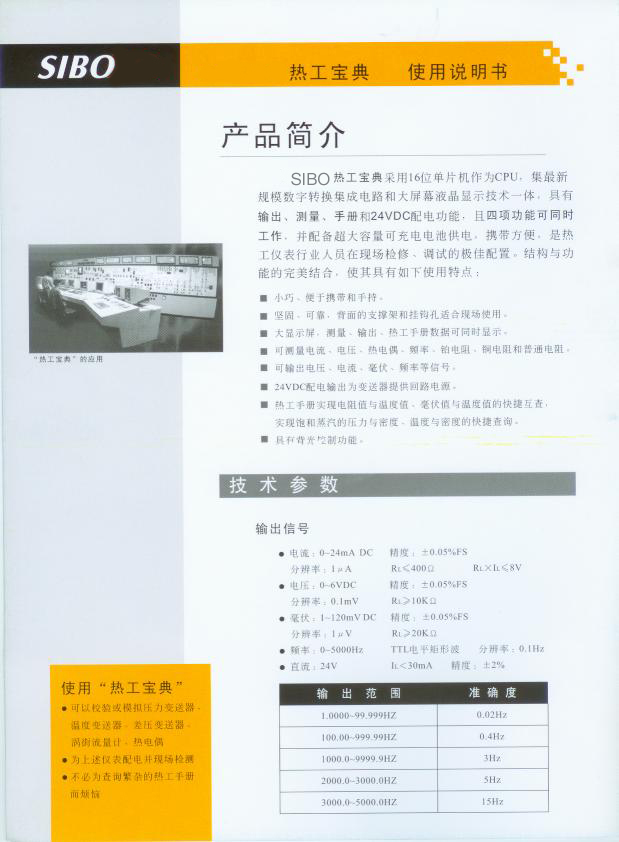 SIBO
热工宝典 使用说明书
产品简介
SIBO热工宝典采用16位单片机作为CPU，集最新
规模数字转换集成电路和大屏幕液晶显示技术一体，具有
输出、测量、手册和24VDC配电功能，且四项功能可同时
工作，并配备超大容量可充电电池供电，携带方便，是热
工仪表行业人员在现场检修、调试的极佳配置。结构与功
能的完美结合，使其具有如下使用特点：
“热工宝典”的应用
■ 小巧、便于携带和手持。
■ 坚固、可靠，背面的支撑架和挂钩孔适合现场使用。
■ 大显示屏，测量、输出、热工手册数据可同时显示。
■ 可测量电流、电压、热电偶、频率、铂电阻、铜电阻和普通电阻。
■ 可输出电压、电流、毫伏、频率等信号。
■ 24VDC配电输出为变送器提供回路电源。
■ 热工手册实现电阻值与温度值、毫伏值与温度值的快捷互查，
实现饱和蒸汽的压力与密度、温度与密度的快捷查询。
■ 具有背光控制功能。
技术参数
输出信号
● 电流：0~24mA DC 精度：±0.05%FS
分辨率：1μA RL≤400Ω RL×IL≤8V
● 电压：0~6VDC 精度：±0.05%FS
分辨率：0.1mV RL≥10KΩ
● 毫伏：1~120mV DC 精度：±0.05%FS
分辨率：1μV RL≥20KΩ
● 频率：0~5000Hz TTL电平矩形波 分辨率：0.1Hz
● 直流：24V IL<30mA 精度：±2%
输出范围 准确度
1.0000~99.999HZ 0.02Hz
100.00~999.99HZ 0.4Hz
1000.0~9999.9HZ 3Hz
2000.0~3000.0HZ 5Hz
3000.0~5000.0HZ 15Hz
使用“热工宝典”
● 可以校验或模拟压力变送器、
温度变送器、差压变送器、
涡街流量计、热电偶
● 为上述仪表配电并现场检测
● 不必为查询繁杂的热工手册
而烦恼